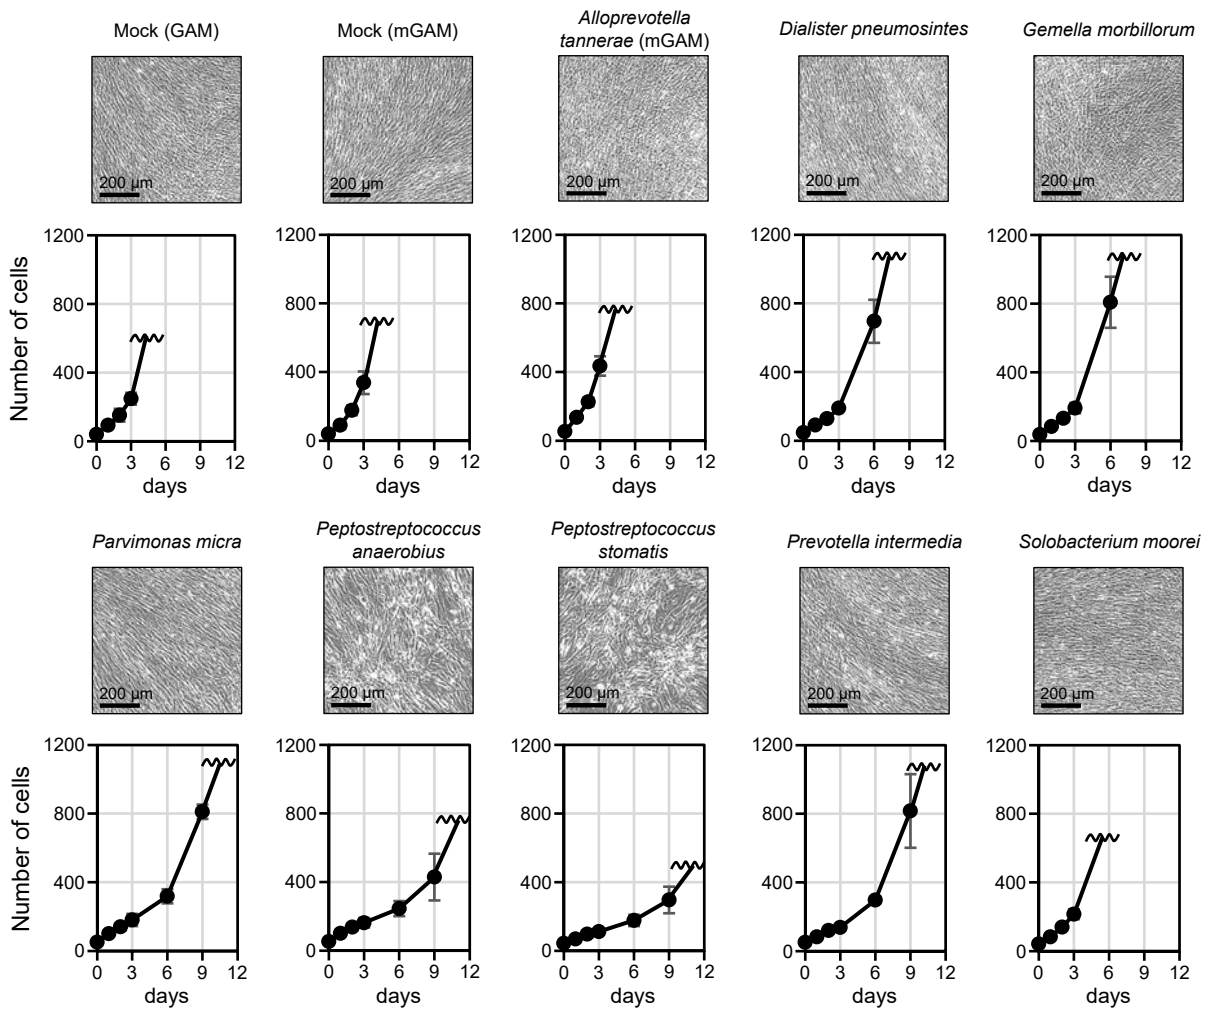 Mock (GAM)
Mock (mGAM)
Alloprevotella
tannerae (mGAM)
Dialister pneumosintes
Gemella morbillorum
200 µm
200 µm
200 µm
200 µm
200 µm
Number of cells
1200
800
400
0
0 3 6 9 12
days
1200
800
400
0
0 3 6 9 12
days
1200
800
400
0
0 3 6 9 12
days
1200
800
400
0
0 3 6 9 12
days
1200
800
400
0
0 3 6 9 12
days
Parvimonas micra
Peptostreptococcus
anaerobius
Peptostreptococcus
stomatis
Prevotella intermedia
Solobacterium moorei
200 µm
200 µm
200 µm
200 µm
200 µm
Number of cells
1200
800
400
0
0 3 6 9 12
days
1200
800
400
0
0 3 6 9 12
days
1200
800
400
0
0 3 6 9 12
days
1200
800
400
0
0 3 6 9 12
days
1200
800
400
0
0 3 6 9 12
days